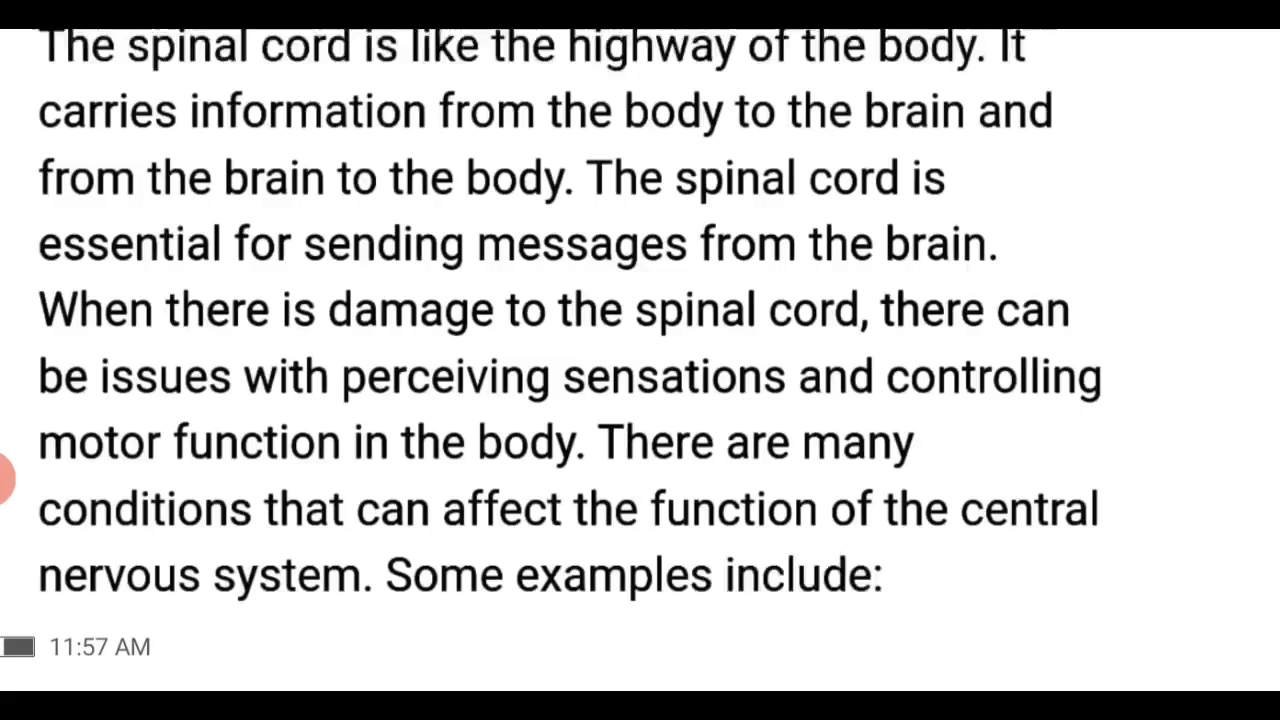 The spinal cord is like the highway of the body. It
carries information from the body to the brain and
from the brain to the body. The spinal cord is
essential for sending messages from the brain.
When there is damage to the spinal cord, there can
be issues with perceiving sensations and controlling
motor function in the body. There are many
conditions that can affect the function of the central
nervous system. Some examples include:
11:57 AM